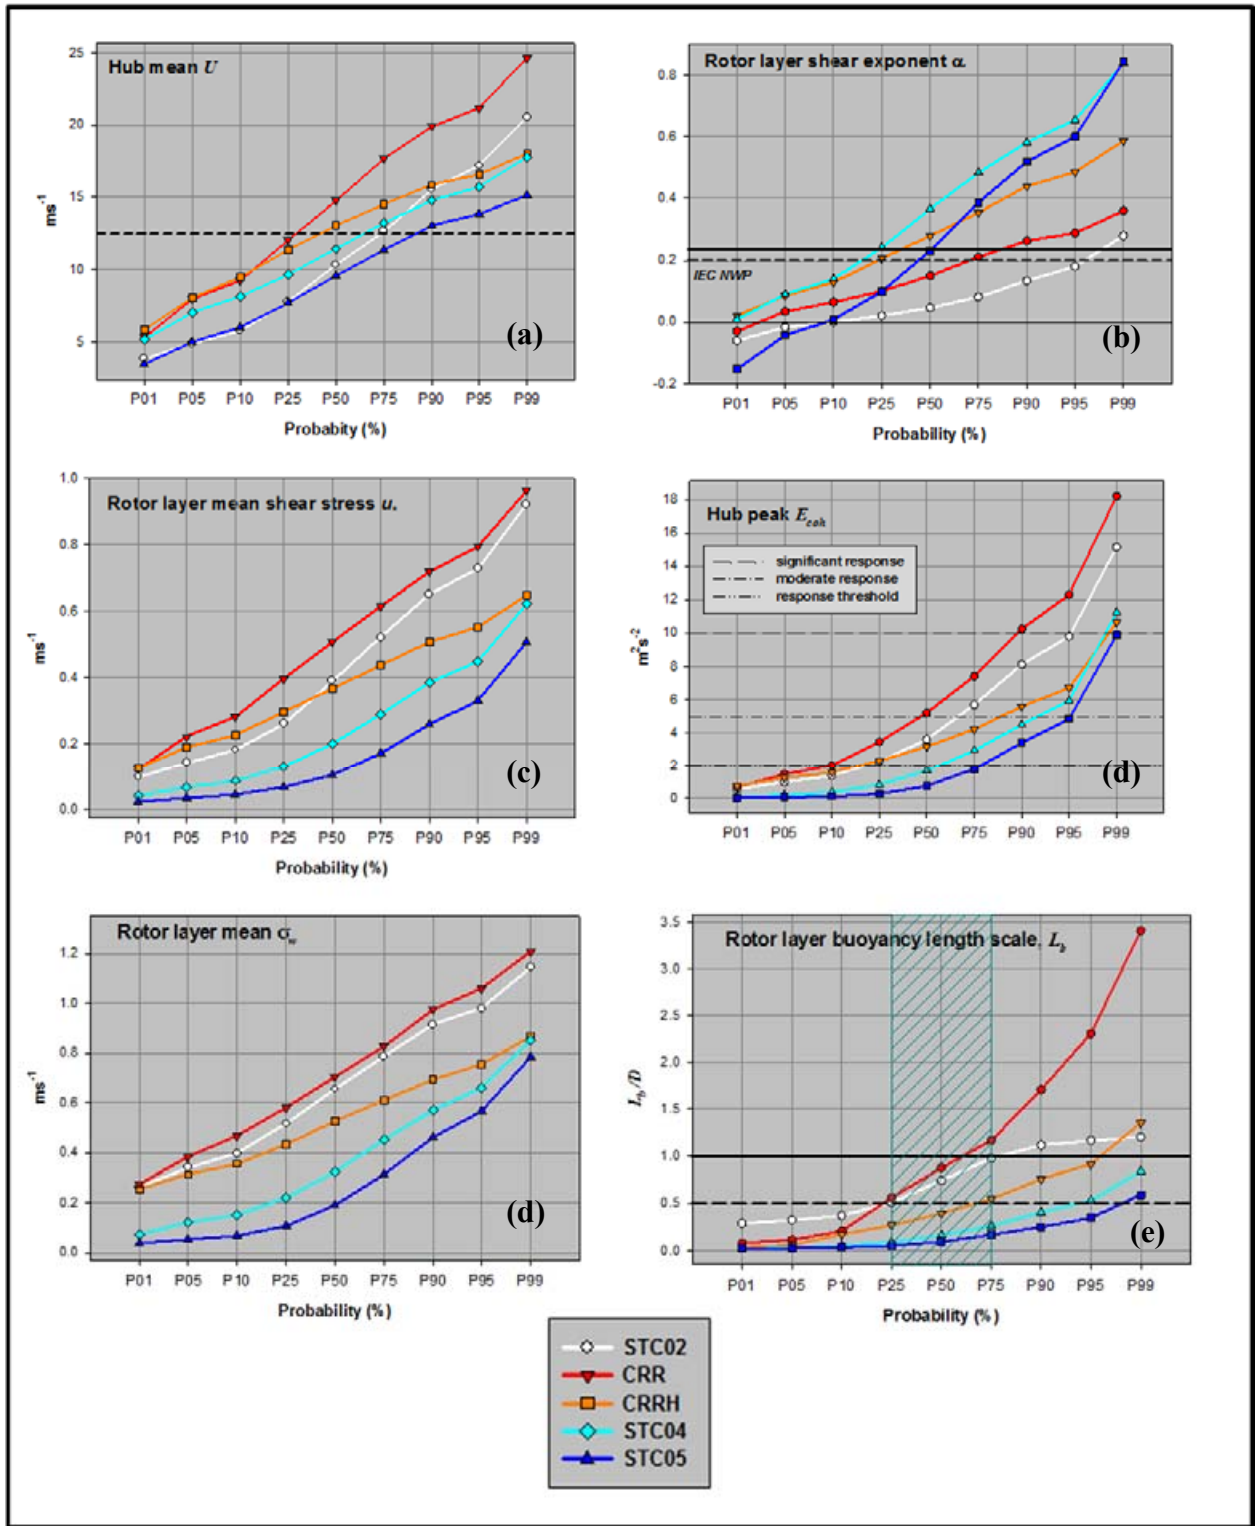 Hub mean U
25
20
15
10
5
ms-1
P01 P05 P10 P25 P50 P75 P90 P95 P99
Probabity (%)
(a)
Rotor layer shear exponent α
0.8
0.6
0.4
0.2
0.0
-0.2
IEC NWP
P01 P05 P10 P25 P50 P75 P90 P95 P99
Probability (%)
(b)
Rotor layer mean shear stress u*
1.0
0.8
0.6
0.4
0.2
0.0
ms-1
P01 P05 P10 P25 P50 P75 P90 P95 P99
Probability (%)
(c)
Hub peak Ecoh
significant response
moderate response
response threshold
18
16
14
12
10
8
6
4
2
0
m2s-2
P01 P05 P10 P25 P50 P75 P90 P95 P99
Probability (%)
(d)
Rotor layer mean σw
1.2
1.0
0.8
0.6
0.4
0.2
0.0
ms-1
P01 P05 P10 P25 P50 P75 P90 P95 P99
Probability (%)
(d)
Rotor layer buoyancy length scale, Lb
3.5
3.0
2.5
2.0
1.5
1.0
0.5
0.0
Lb/D
P01 P05 P10 P25 P50 P75 P90 P95 P99
Probability (%)
(e)
STC02
CRR
CRRH
STC04
STC05